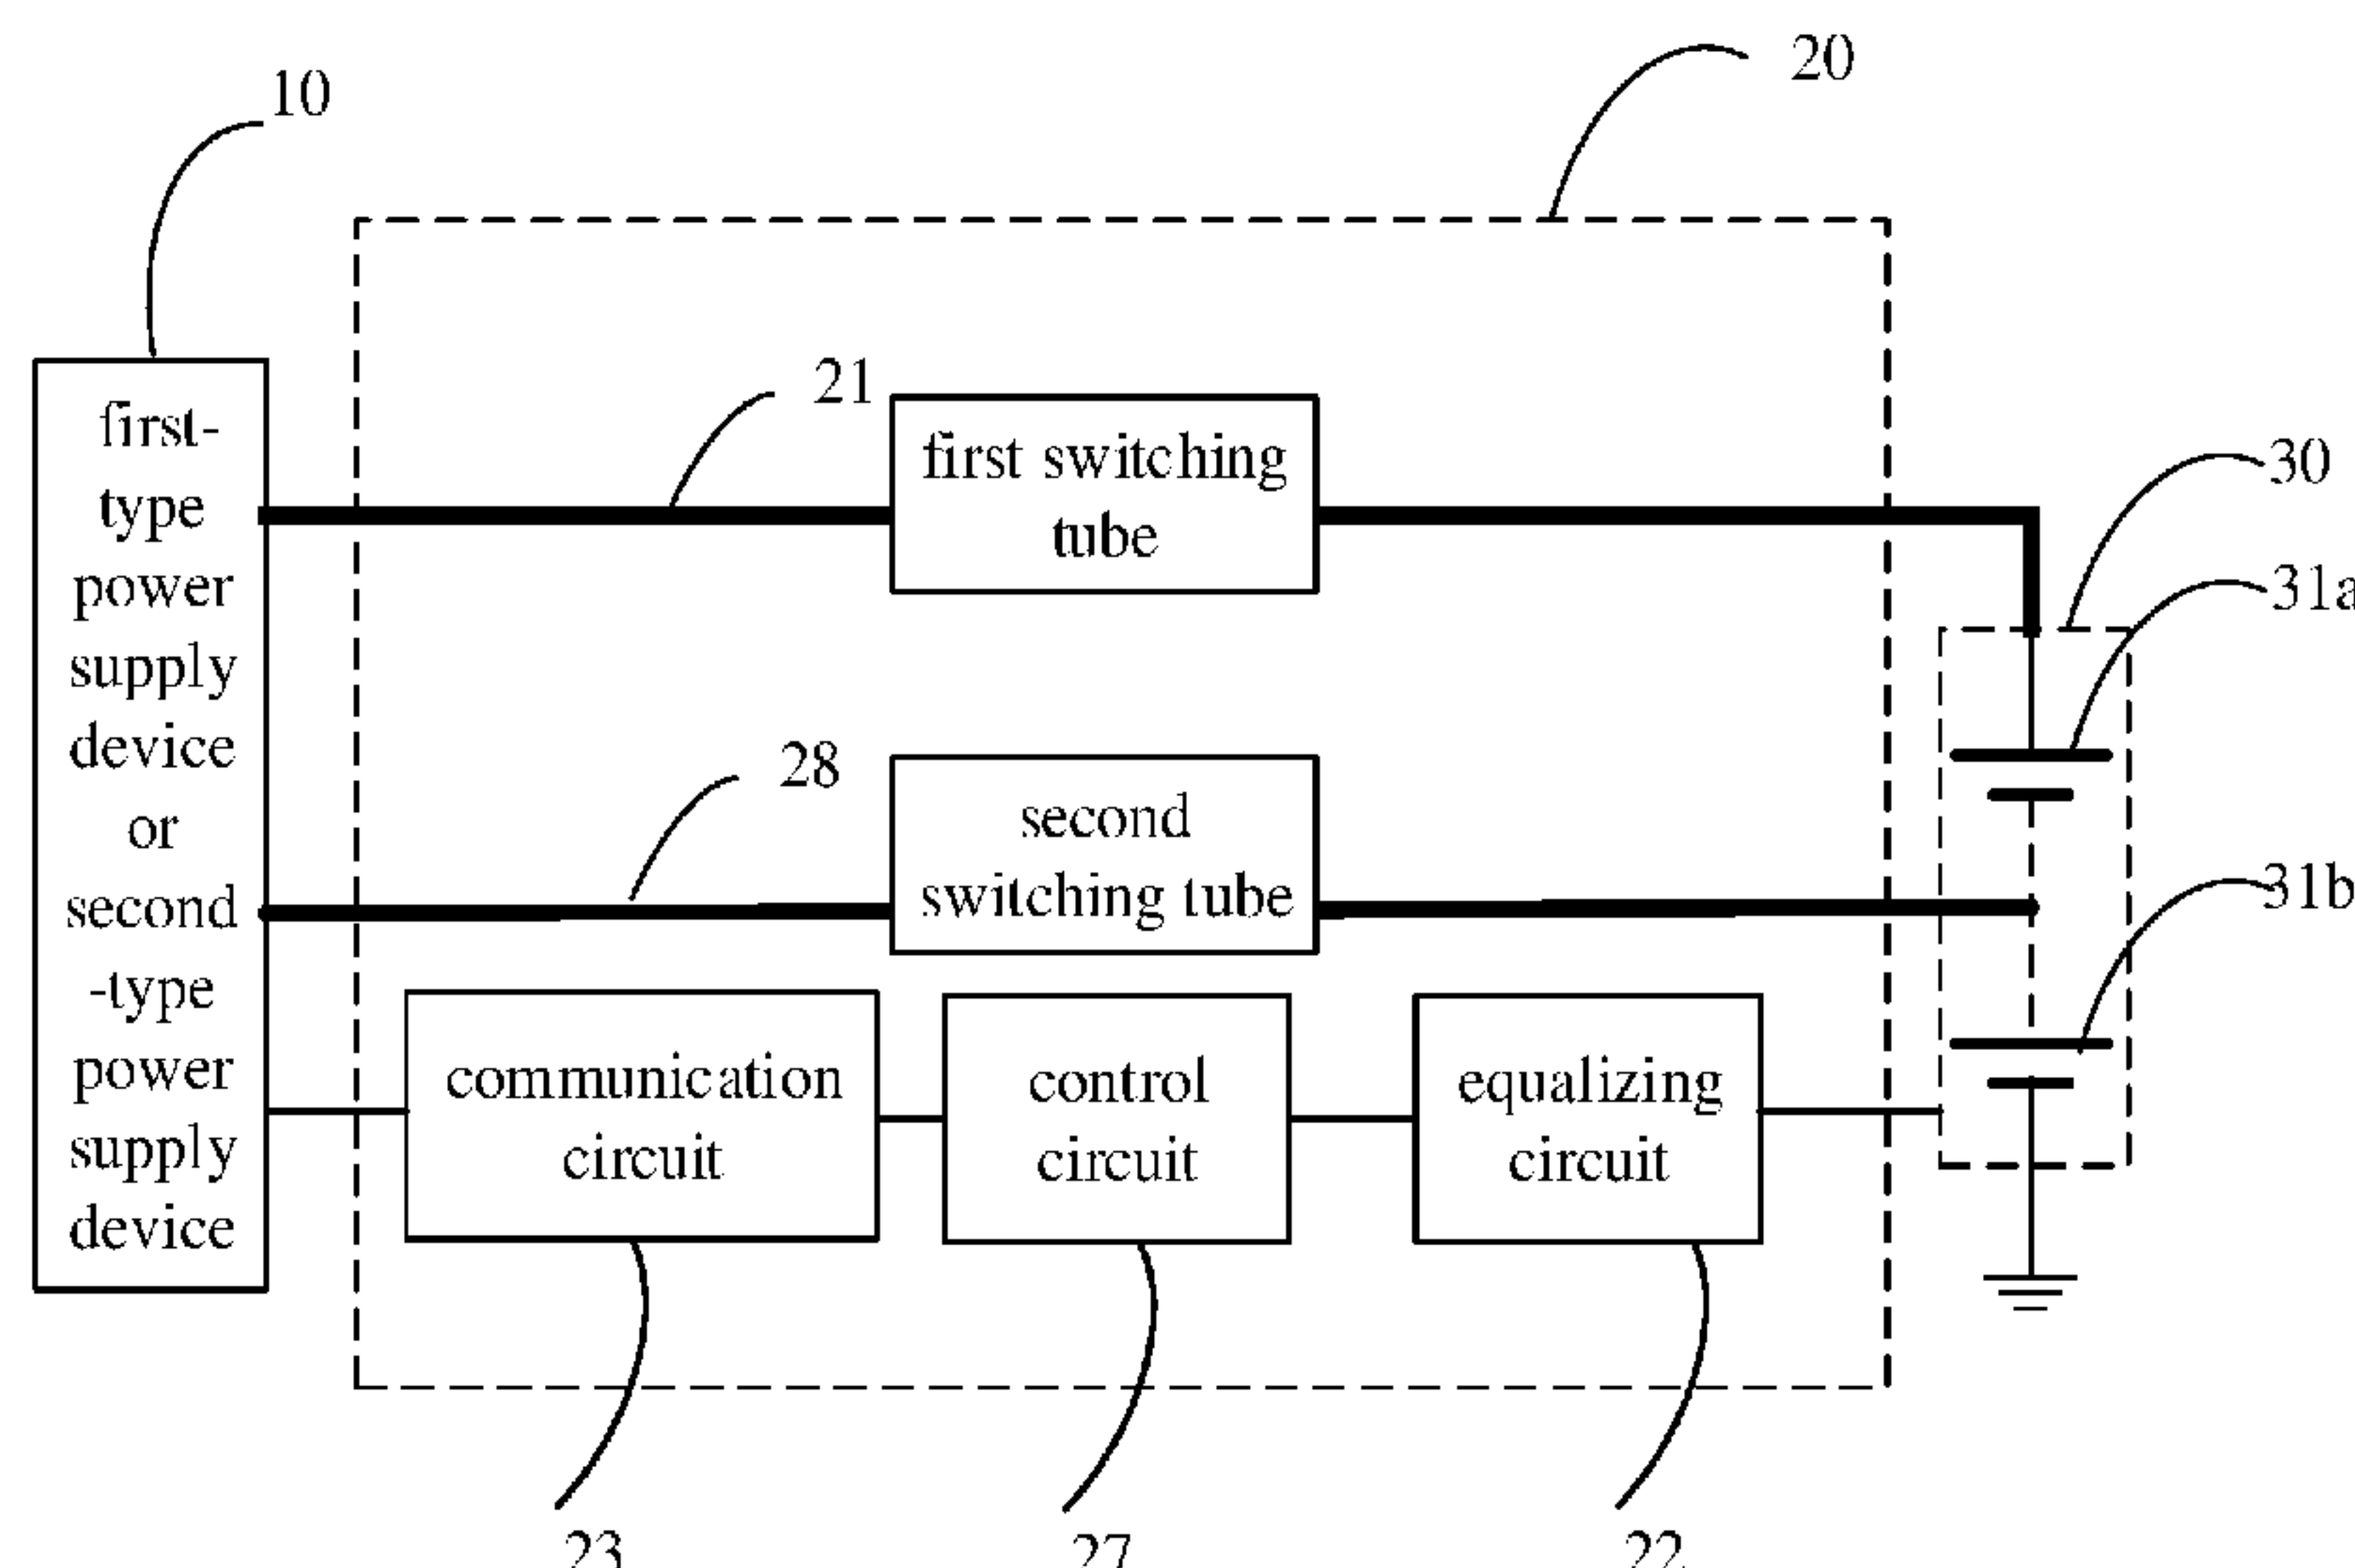 20
10
21
first switching
tube
30
31a
first-
type
power
supply
device
or
second
-type
power
supply
device
28
second
switching tube
31b
communication
circuit
control
circuit
equalizing
circuit
23
27
22